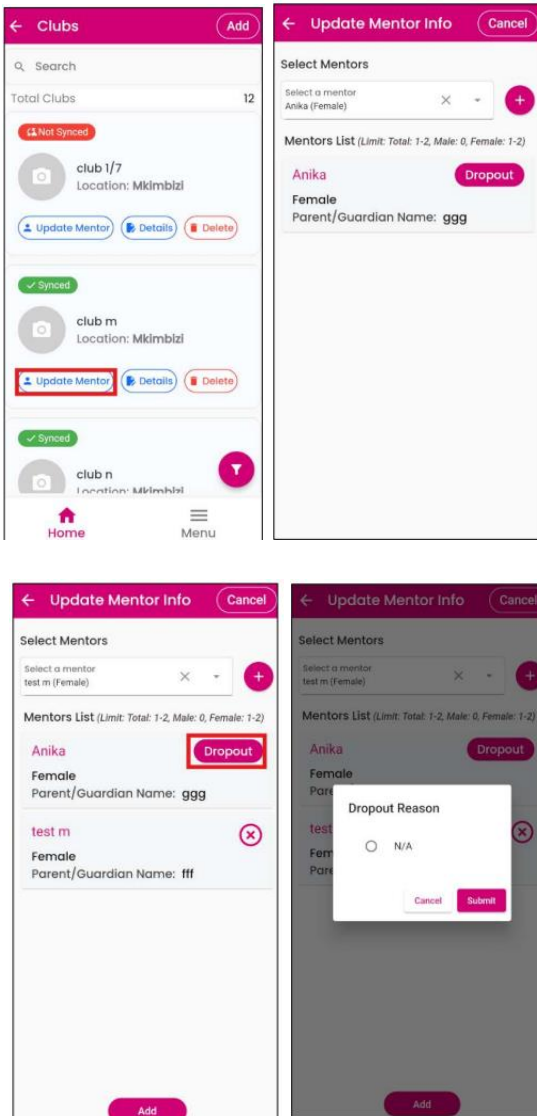 Clubs
Add
Search
Total Clubs 12
Not Synced
club 1/7
Location: Mkimbizi
Update Mentor Details Delete
Synced
club m
Location: Mkimbizi
Update Mentor Details Delete
Synced
club n
Location: Mkimbizi
Home Menu
Update Mentor Info Cancel
Select Mentors
Select a mentor
Anika (Female)
Mentors List (Limit: Total: 1-2, Male: 0, Female: 1-2)
Anika Dropout
Female
Parent/Guardian Name: ggg
Update Mentor Info Cancel
Select Mentors
Select a mentor
test m (Female)
Mentors List (Limit: Total: 1-2, Male: 0, Female: 1-2)
Anika Dropout
Female
Parent/Guardian Name: ggg
test m
Female
Parent/Guardian Name: fff
Add
Update Mentor Info Cancel
Select Mentors
Select a mentor
test m (Female)
Mentors List (Limit: Total: 1-2, Male: 0, Female: 1-2)
Anika Dropout
Female
Pare
Dropout Reason
test
N/A
Fem
Pare
Cancel Submit
Add